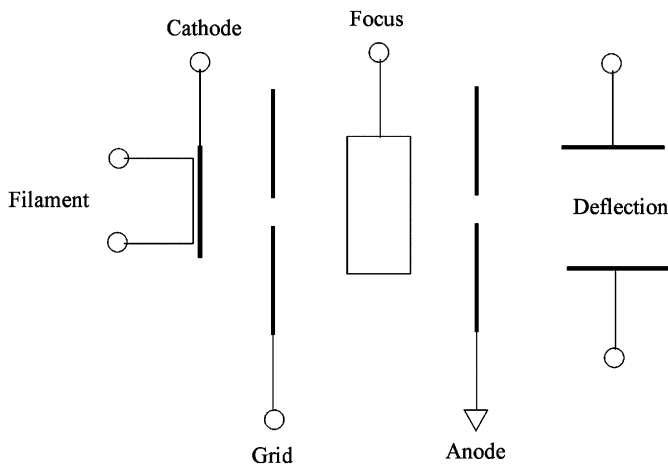 Cathode
Focus
Filament
Deflection
Grid
Anode